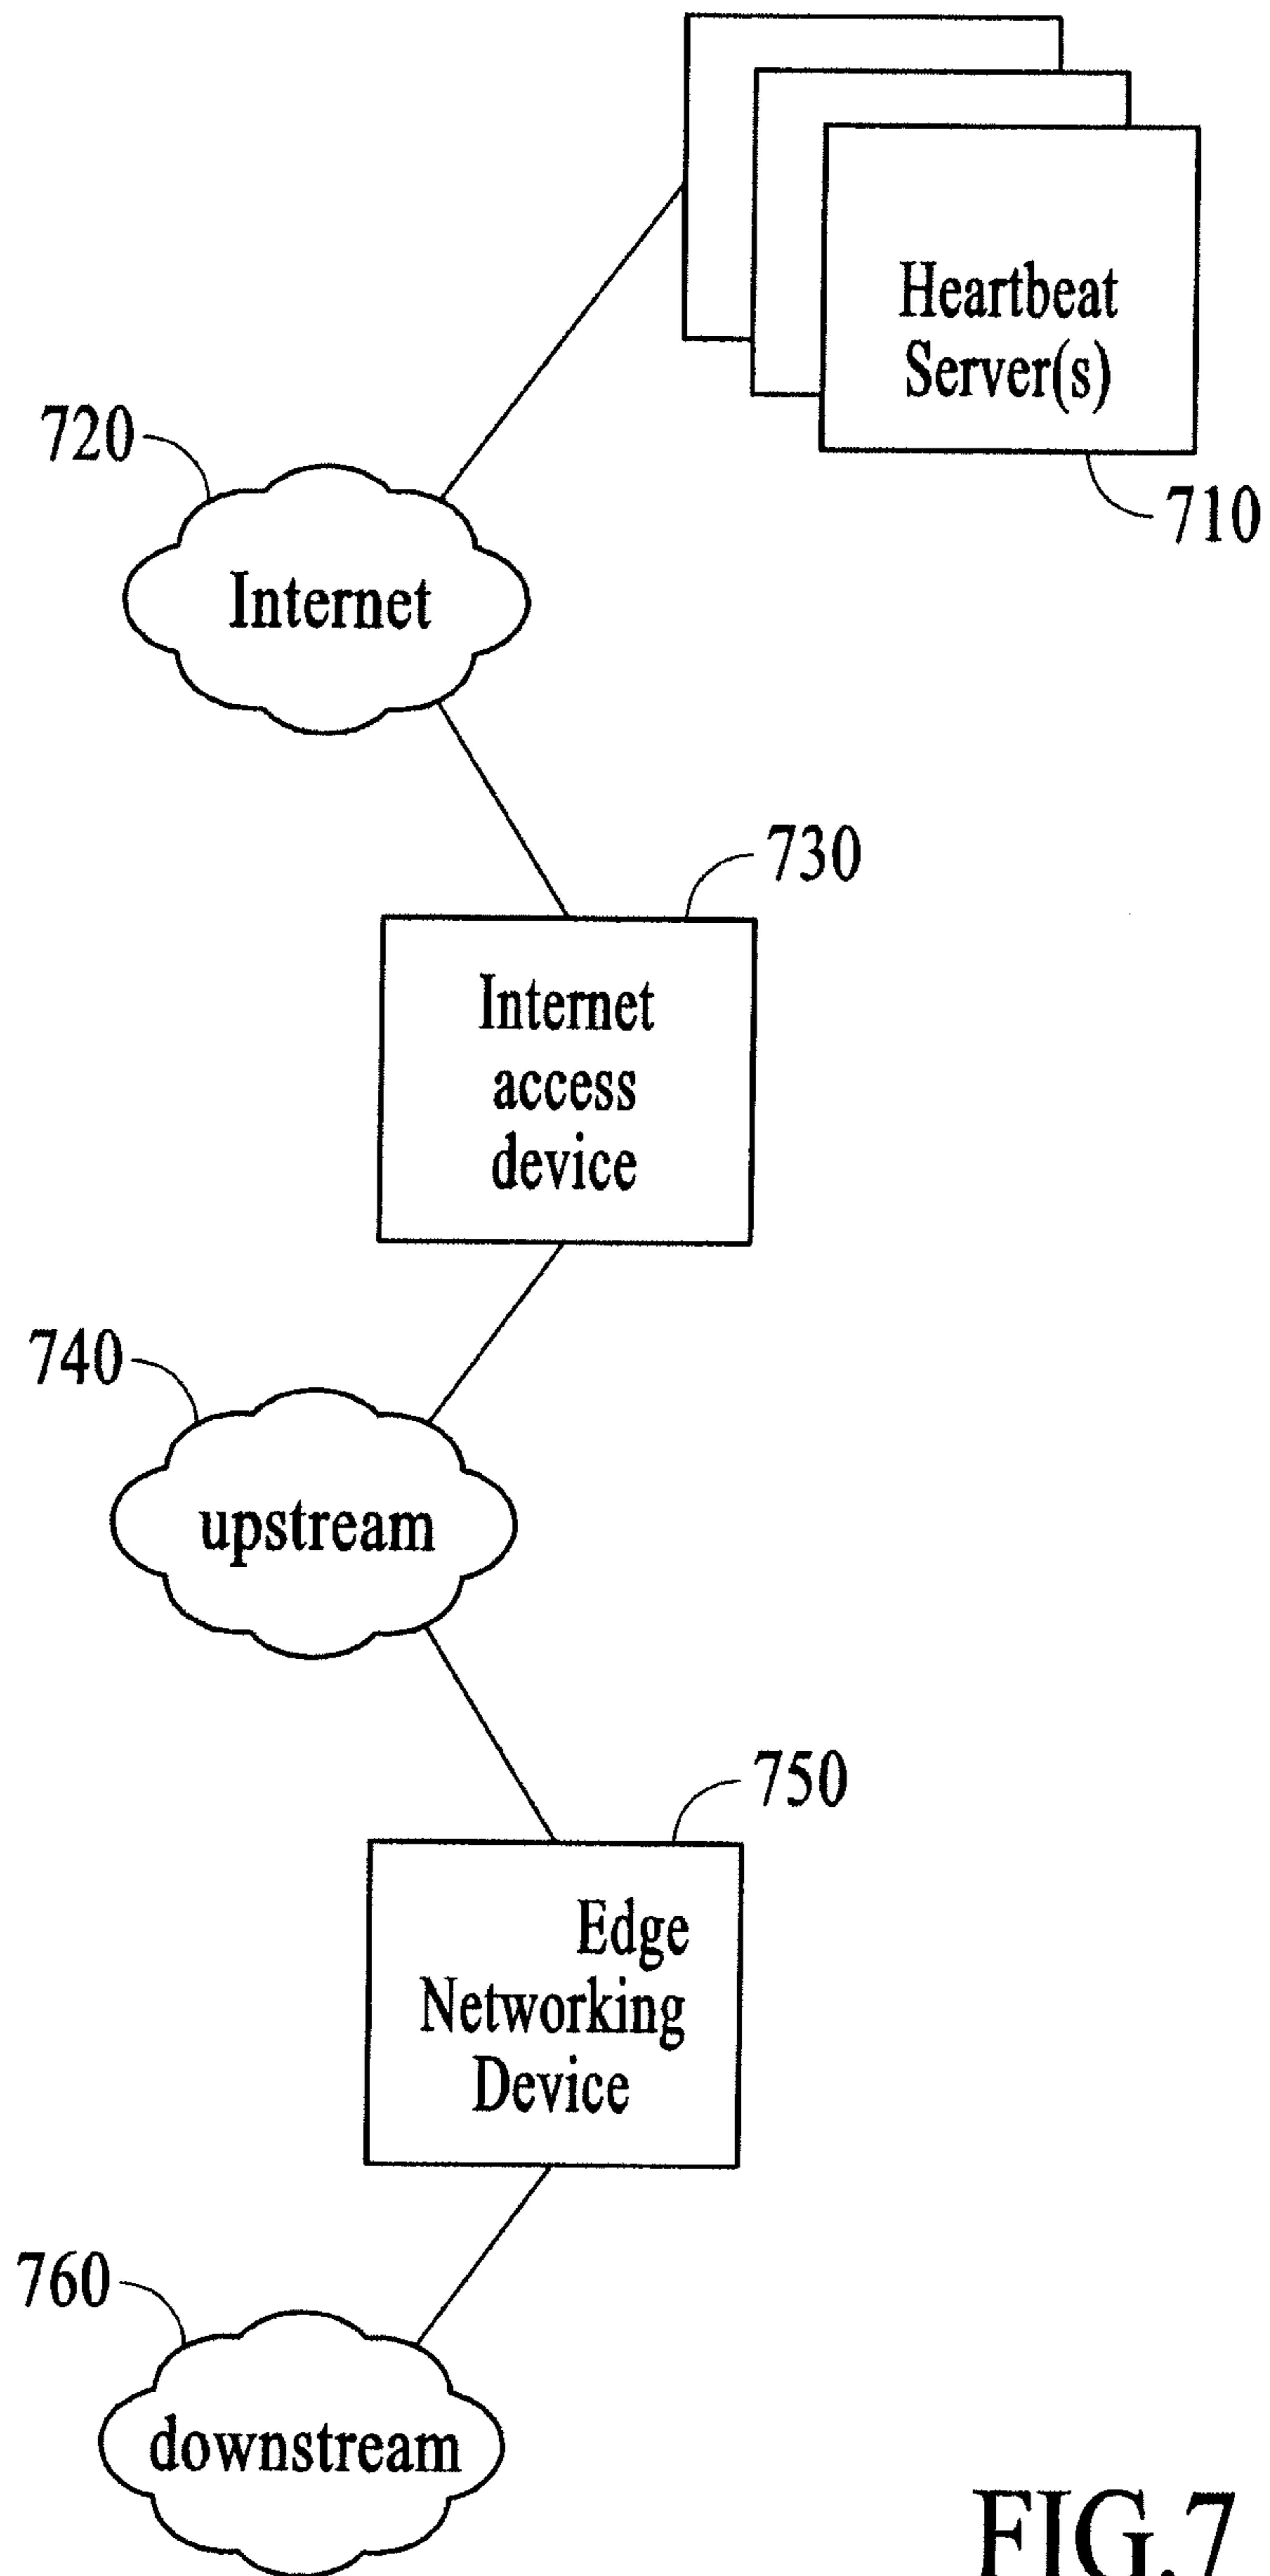 Heartbeat
Server(s)
710
720
Internet
730
Internet
access
device
740
upstream
750
Edge
Networking
Device
760
downstream
FIG.7